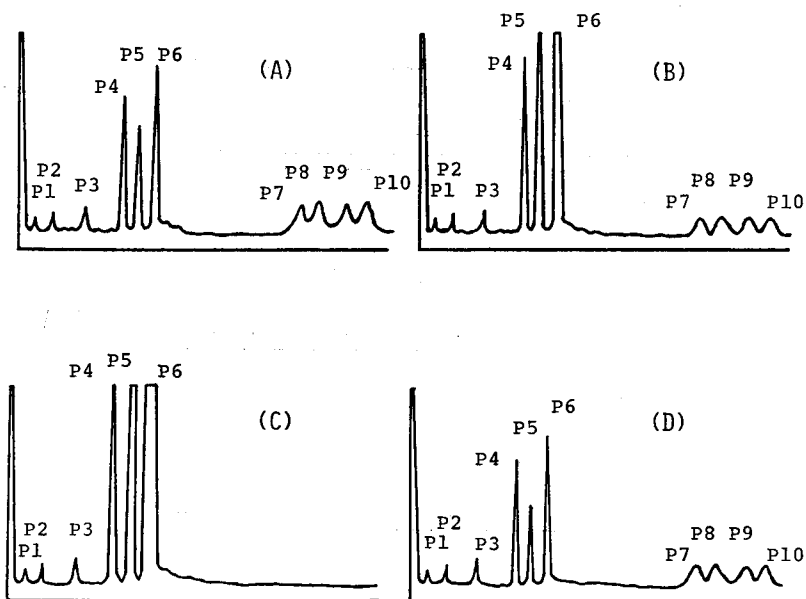 P5 P6
(A)
P4
P2
P1 P3
P8 P9
P7 P10
P5 P6
P4
(B)
P2
P1 P3
P8 P9
P7 P10
P4 P5 P6
(C)
P2 P3
P1
P6
P5
(D)
P4
P2
P1 P3
P8 P9
P7 P10